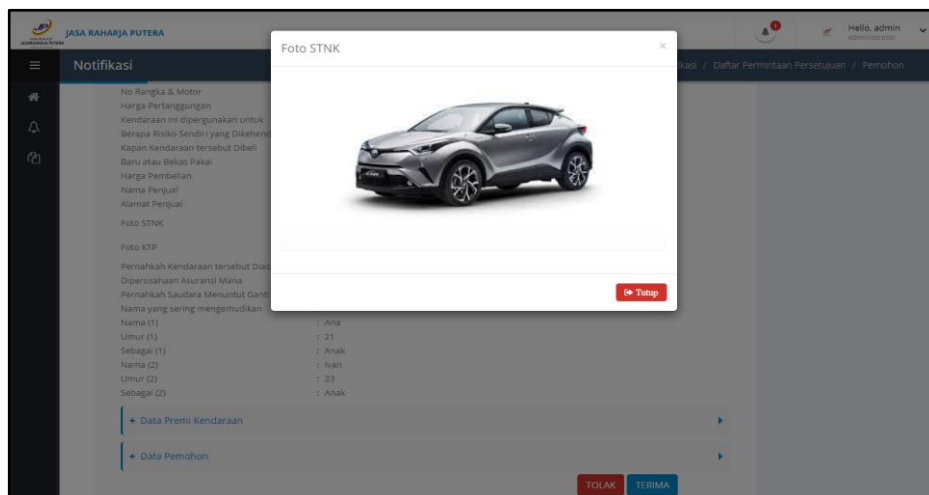 JP
JASA RAHARJA PUTERA
Hello, admin
administrator
Notifikasi
ikasi / Daftar Permintaan Persetujuan / Pemohon
Foto STNK
×
No Rangka & Motor
Harga Pertanggungan
Kendaraan ini dipergunakan untuk
Berapa Risiko Sendiri yang Dikehend
Kapan Kendaraan tersebut Dibeli
Baru atau Bekas Pakai
Harga Pembelian
Nama Penjual
Alamat Penjual
Foto STNK
Foto KTP
Pernahkah Kendaraan tersebut Dias
Diperusahaan Asuransi Mana
Pernahkah Saudara Menuntut Ganti
Nama yang sering mengemudikan
Tutup
Nama (1) : Ana
Umur (1) : 21
Sebagai (1) : Anak
Nama (2) : Ivan
Umur (2) : 23
Sebagai (2) : Anak
+ Data Premi Kendaraan
+ Data Pemohon
TOLAK TERIMA